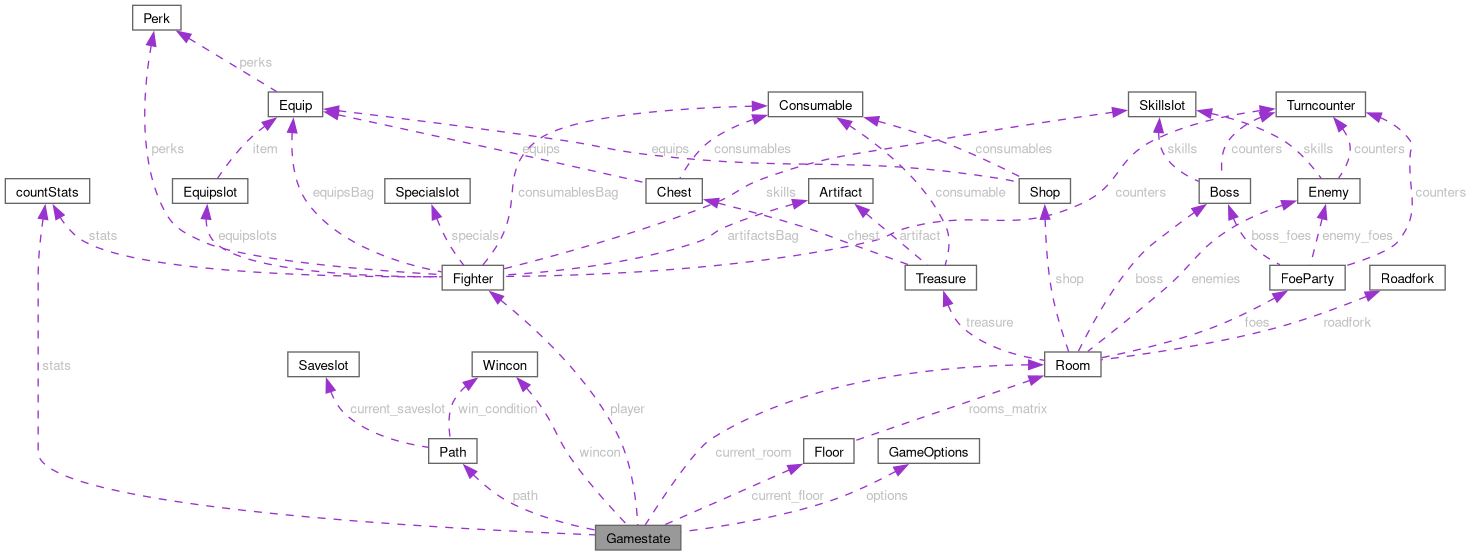 Perk
perks
Equip
Consumable
Skillslot
Turncounter
perks
item
equips
equips
consumables
consumables
skills
counters
skills
counters
countStats
Equipslot
equipsBag
Specialslot
consumablesBag
Chest
skills
Artifact
consumable
Shop
counters
Boss
Enemy
counters
stats
equipslots
specials
artifactsBag
chest
artifact
boss_foes
enemy_foes
Fighter
Treasure
shop
boss
enemies
FoeParty
Roadfork
treasure
foes
roadfork
stats
Saveslot
Wincon
Room
current_saveslot
win_condition
player
rooms_matrix
Path
wincon
current_room
Floor
GameOptions
path
current_floor
options
Gamestate